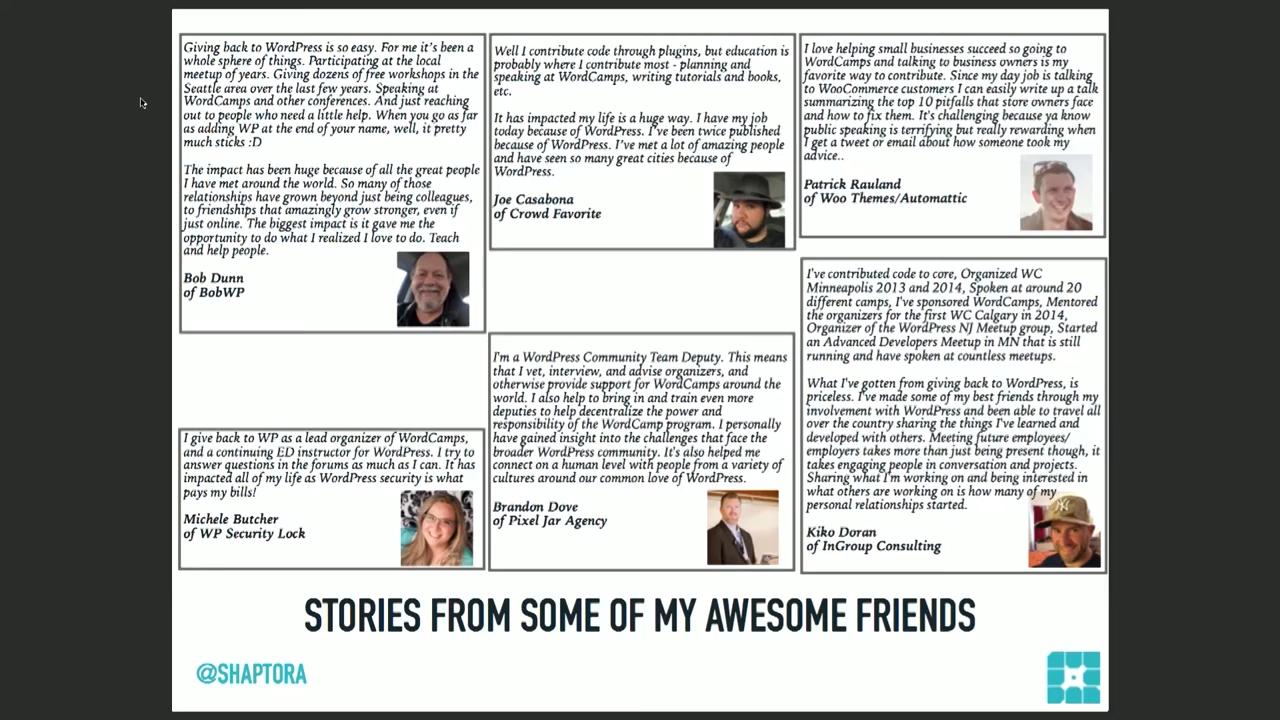 Giving back to WordPress is so easy. For me it's been a
whole sphere of things. Participating at the local
meetup of years. Giving dozens of free workshops in the
Seattle area over the last few years. Speaking at
WordCamps and other conferences. And just reaching
out to people who need a little help. When you go as far
as adding WP at the end of your name, well, it pretty
much sticks :D
The impact has been huge because of all the great people
I have met around the world. So many of those
relationships have grown beyond just being colleagues,
to friendships that amazingly grow stronger, even if
just online. The biggest impact is it gave me the
opportunity to do what I realized I love to do. Teach
and help people.
Bob Dunn
of BobWP
Well I contribute code through plugins, but education is
probably where I contribute most - planning and
speaking at WordCamps, writing tutorials and books,
etc.
It has impacted my life is a huge way. I have my job
today because of WordPress. I've been twice published
because of WordPress. I've met a lot of amazing people
and have seen so many great cities because of
WordPress.
Joe Casabona
of Crowd Favorite
I love helping small businesses succeed so going to
WordCamps and talking to business owners is my
favorite way to contribute. Since my day job is talking
to WooCommerce customers I can easily write up a talk
summarizing the top 10 pitfalls that store owners face
and how to fix them. It's challenging because ya know
public speaking is terrifying but really rewarding when
I get a tweet or email about how someone took my
advice..
Patrick Rauland
of Woo Themes/Automattic
I give back to WP as a lead organizer of WordCamps,
and a continuing ED instructor for WordPress. I try to
answer questions in the forums as much as I can. It has
impacted all of my life as WordPress security is what
pays my bills!
Michele Butcher
of WP Security Lock
I'm a WordPress Community Team Deputy. This means
that I vet, interview, and advise organizers, and
otherwise provide support for WordCamps around the
world. I also help to bring in and train even more
deputies to help decentralize the power and
responsibility of the WordCamp program. I personally
have gained insight into the challenges that face the
broader WordPress community. It's also helped me
connect on a human level with people from a variety of
cultures around our common love of WordPress.
Brandon Dove
of Pixel Jar Agency
I've contributed code to core, Organized WC
Minneapolis 2013 and 2014, Spoken at around 20
different camps, I've sponsored WordCamps, Mentored
the organizers for the first WC Calgary in 2014,
Organizer of the WordPress NJ Meetup group, Started
an Advanced Developers Meetup in MN that is still
running and have spoken at countless meetups.
What I've gotten from giving back to WordPress, is
priceless. I've made some of my best friends through my
involvement with WordPress and been able to travel all
over the country sharing the things I've learned and
developed with others. Meeting future employees/
employers takes more than just being present though, it
takes engaging people in conversation and projects.
Sharing what I'm working on and being interested in
what others are working on is how many of my
personal relationships started.
Kiko Doran
of InGroup Consulting
STORIES FROM SOME OF MY AWESOME FRIENDS
@SHAPTORA